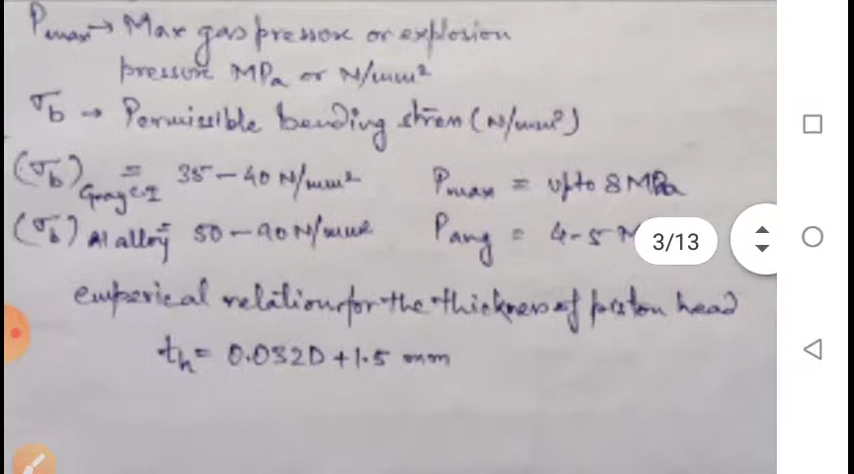 Pmax → Max gas pressure or explosion
pressure MPa or N/mm²
σb → Permissible bending stress (N/mm²)
(σb) Gray C.I = 35 – 40 N/mm² Pmax = upto 8 MPa
(σb) Al alloy = 50 – 90 N/mm² Pavg = 4 – 5 M
3/13
emperical relation for the thickness of piston head
th = 0.032D + 1.5 mm